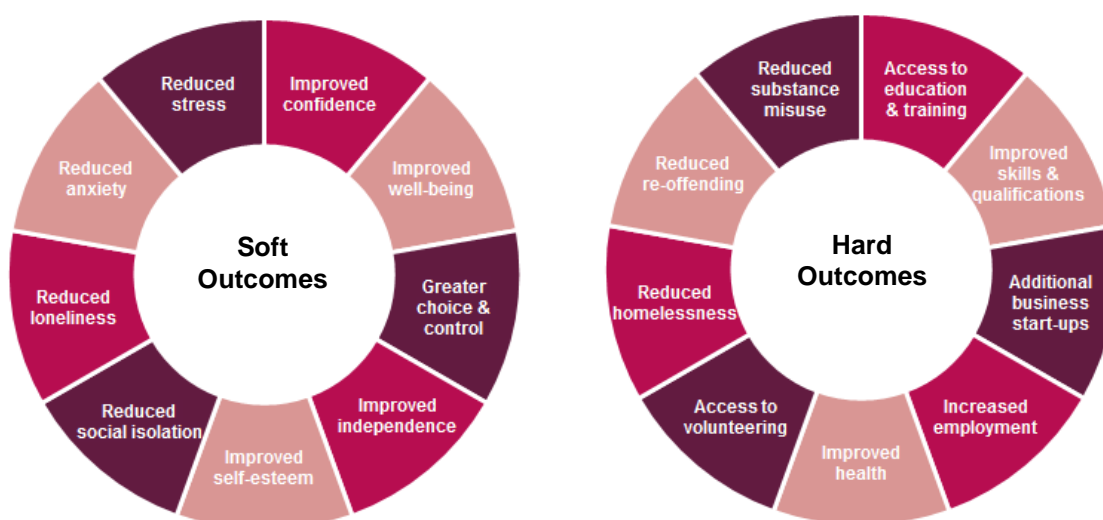 Soft
Outcomes
Improved
confidence
Improved
well-being
Greater
choice &
control
Improved
independence
Improved
self-esteem
Reduced
social isolation
Reduced
loneliness
Reduced
anxiety
Reduced
stress
Hard
Outcomes
Access to
education
& training
Improved
skills &
qualifications
Additional
business
start-ups
Increased
employment
Improved
health
Access to
volunteering
Reduced
homelessness
Reduced
re-offending
Reduced
substance
misuse